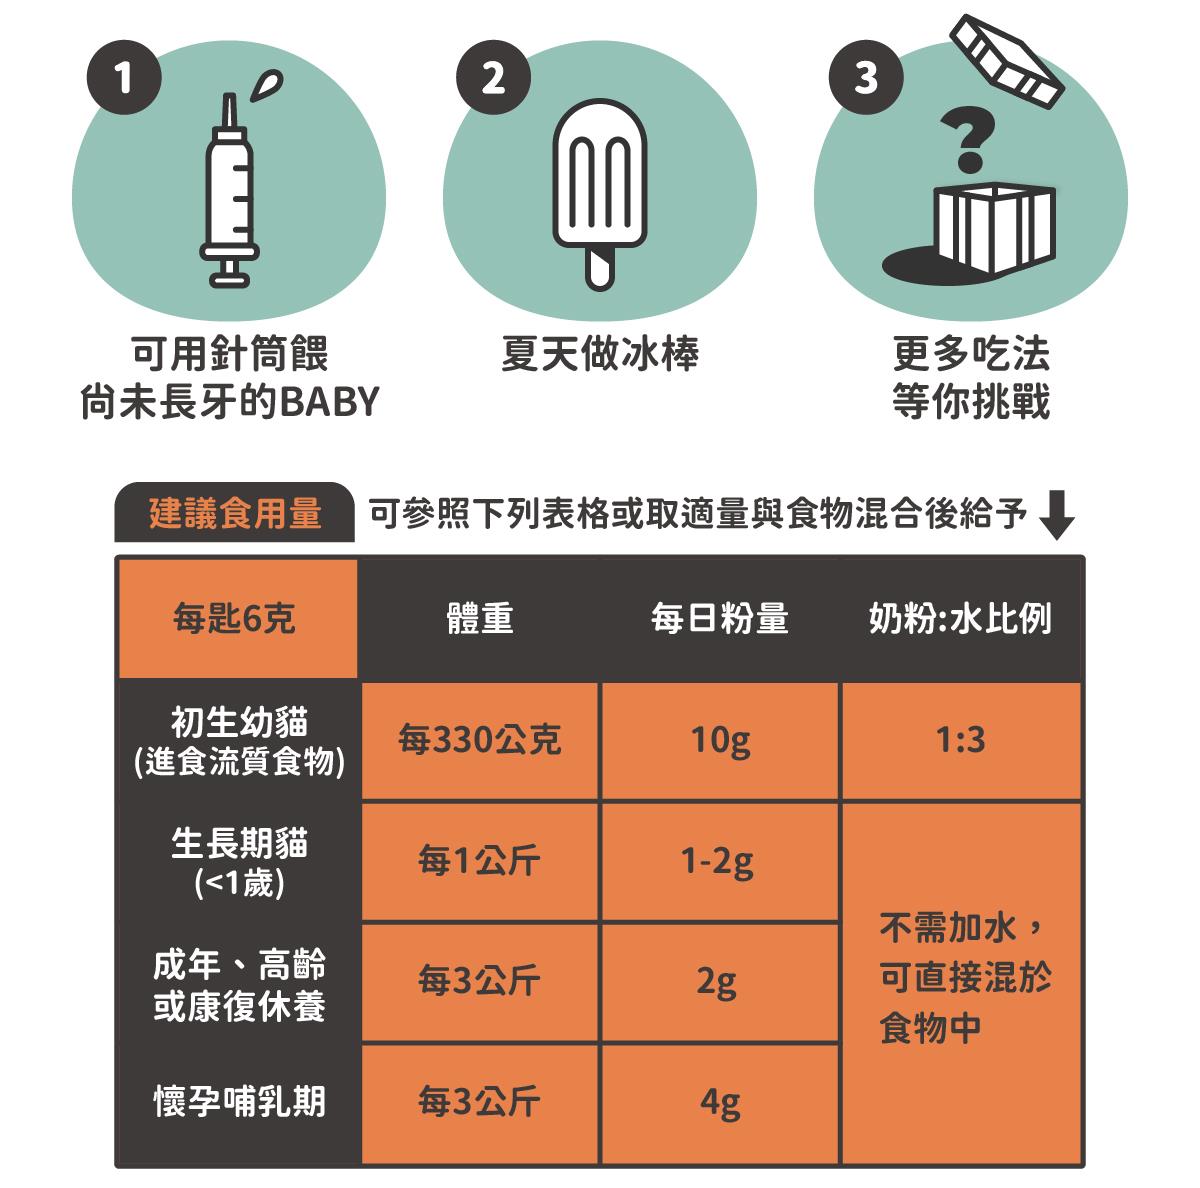 1
2
3
?
可用針筒餵
尚未長牙的BABY
夏天做冰棒
更多吃法
等你挑戰
建議食用量 可參照下列表格或取適量與食物混合後給予
每匙6克 體重 每日粉量 奶粉:水比例
初生幼貓
(進食流質食物)
每330公克 10g 1:3
生長期貓
(<1歲)
每1公斤 1-2g
成年、高齡
或康復休養
每3公斤 2g
懷孕哺乳期 每3公斤 4g
不需加水，
可直接混於
食物中